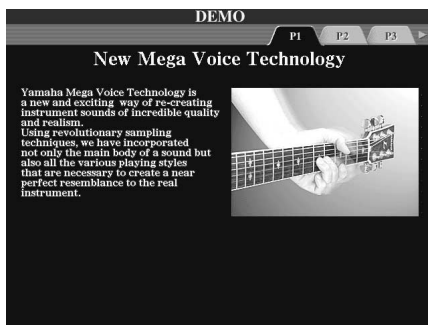 DEMO
P1 P2 P3
New Mega Voice Technology
Yamaha Mega Voice Technology is
a new and exciting way of re-creating
instrument sounds of incredible quality
and realism.
Using revolutionary sampling
techniques, we have incorporated
not only the main body of a sound but
also all the various playing styles
that are necessary to create a near
perfect resemblance to the real
instrument.